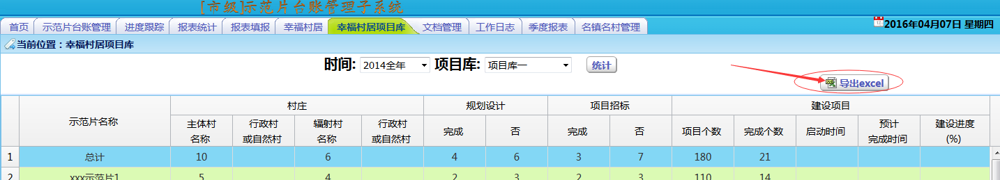 [市级]示范片台账管理子系统
首页 示范片台账管理 进度跟踪 报表统计 报表填报 幸福村居 幸福村居项目库 文档管理 工作日志 季度报表 名镇名村管理 2016年04月07日 星期四
当前位置：幸福村居项目库
时间: 2014全年 项目库: 项目库一 统计
导出excel
示范片名称 村庄 规划设计 项目招标 建设项目
主体村名称 行政村或自然村 辐射村名称 行政村或自然村 完成 否 完成 否 项目个数 完成个数 启动时间 预计完成时间 建设进度(%)
1 总计 10 6 4 6 3 7 180 21
2 xxx示范片1 5 4 2 3 2 3 110 14